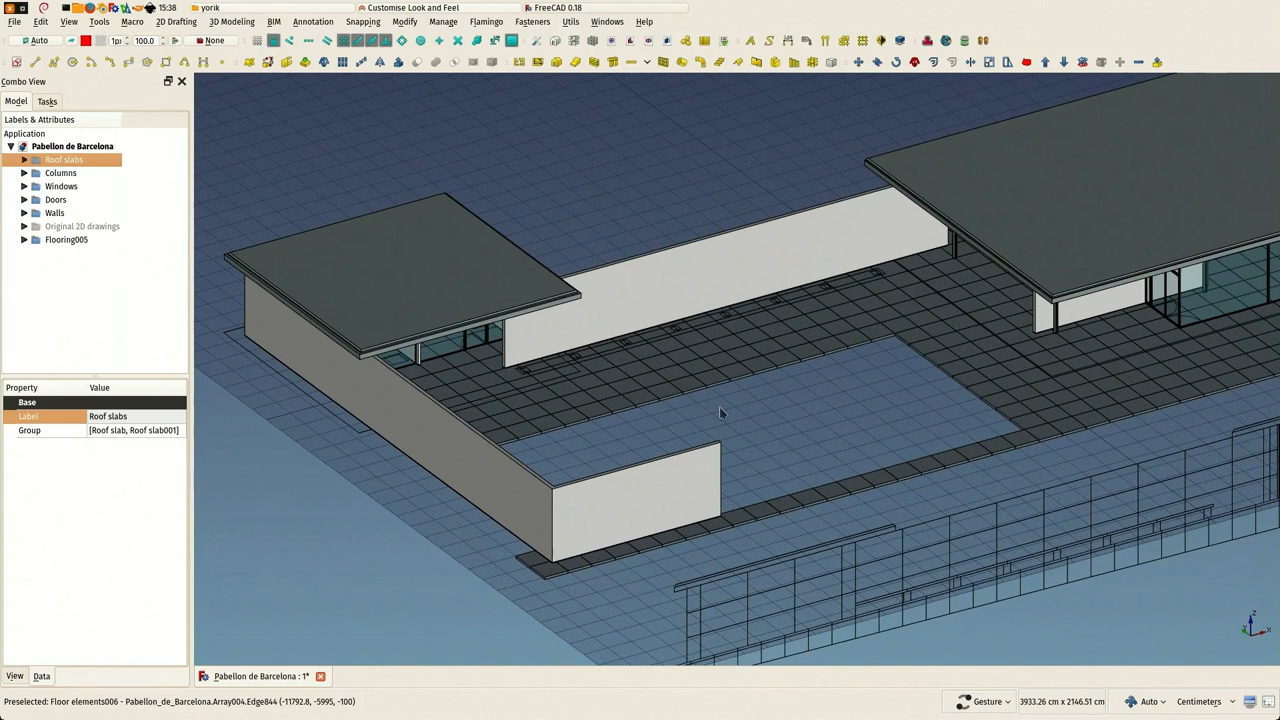 15:38 yorik Customise Look and Feel FreeCAD 0.18
File Edit View Tools Macro 2D Drafting 3D Modeling BIM Annotation Snapping Modify Manage Flamingo Fasteners Utils Windows Help
Auto 1px 100.0 None
Combo View
Model Tasks
Labels & Attributes
Application
Pabellon de Barcelona
Roof slabs
Columns
Windows
Doors
Walls
Original 2D drawings
Flooring005
Property Value
Base
Label Roof slabs
Group [Roof slab, Roof slab001]
View Data
Pabellon de Barcelona : 1*
Preselected: Floor elements006 - Pabellon_de_Barcelona.Array004.Edge844 (-11792.8, -5995, -100)
Gesture 3933.26 cm x 2146.51 cm Auto Centimeters
z
y
x